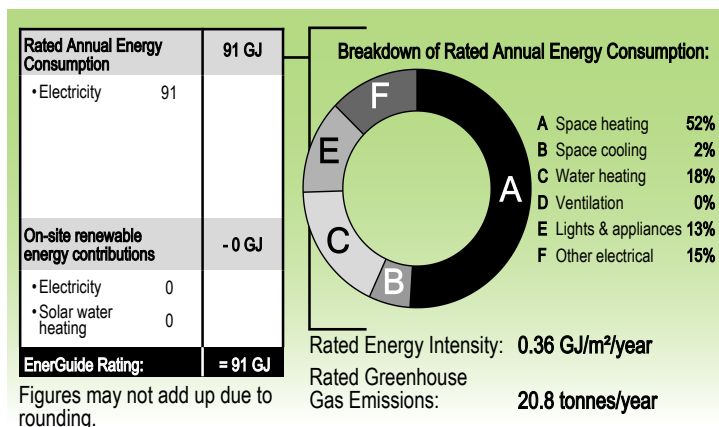 Rated Annual Energy
Consumption
91 GJ
• Electricity 91
On-site renewable
energy contributions
- 0 GJ
• Electricity 0
• Solar water
heating
0
EnerGuide Rating: = 91 GJ
Figures may not add up due to
rounding.
Breakdown of Rated Annual Energy Consumption:
F
E
A
C
B
A Space heating 52%
B Space cooling 2%
C Water heating 18%
D Ventilation 0%
E Lights & appliances 13%
F Other electrical 15%
Rated Energy Intensity: 0.36 GJ/m²/year
Rated Greenhouse
Gas Emissions: 20.8 tonnes/year